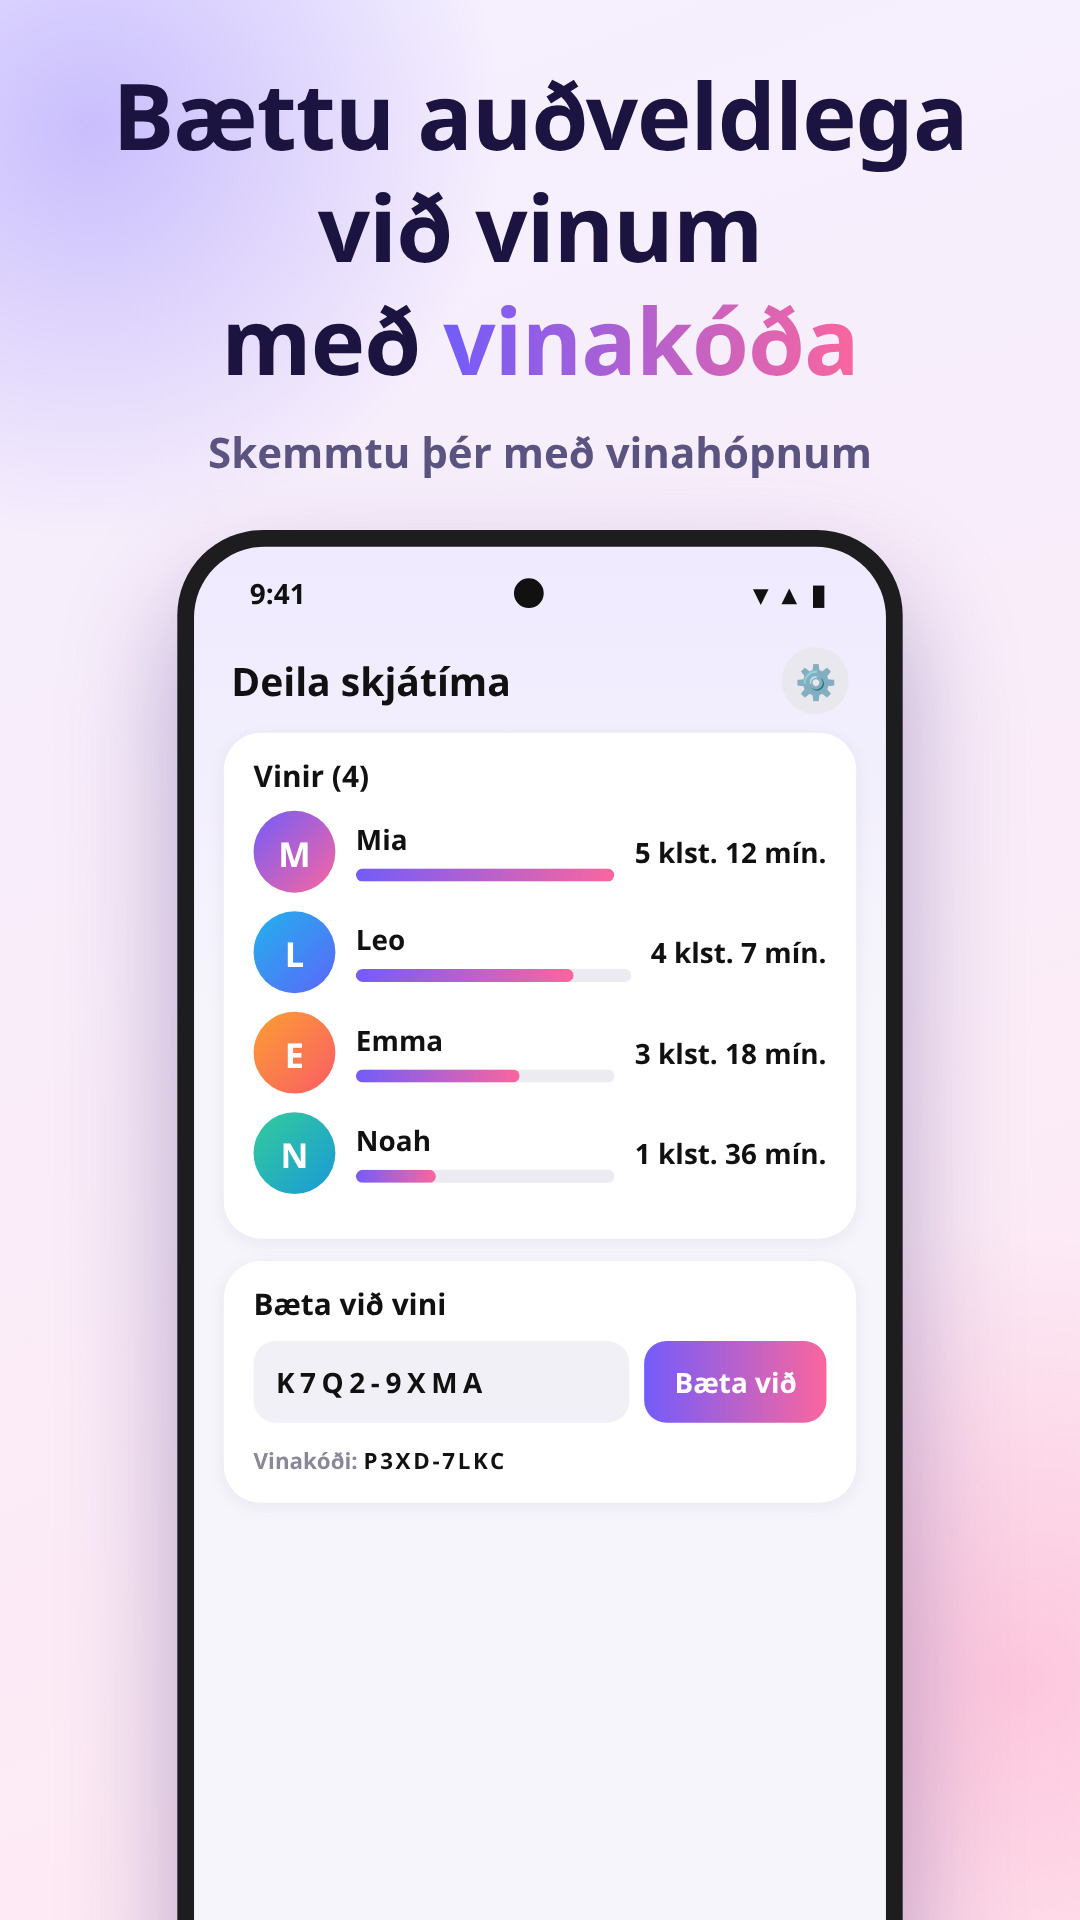 Bættu auðveldlega
við vinum
með vinakóða
Skemmtu þér með vinahópnum
9:41
Deila skjátíma
Vinir (4)
M
Mia
5 klst. 12 mín.
L
Leo
4 klst. 7 mín.
E
Emma
3 klst. 18 mín.
N
Noah
1 klst. 36 mín.
Bæta við vini
K7Q2-9XMA
Bæta við
Vinakóði: P3XD-7LKC